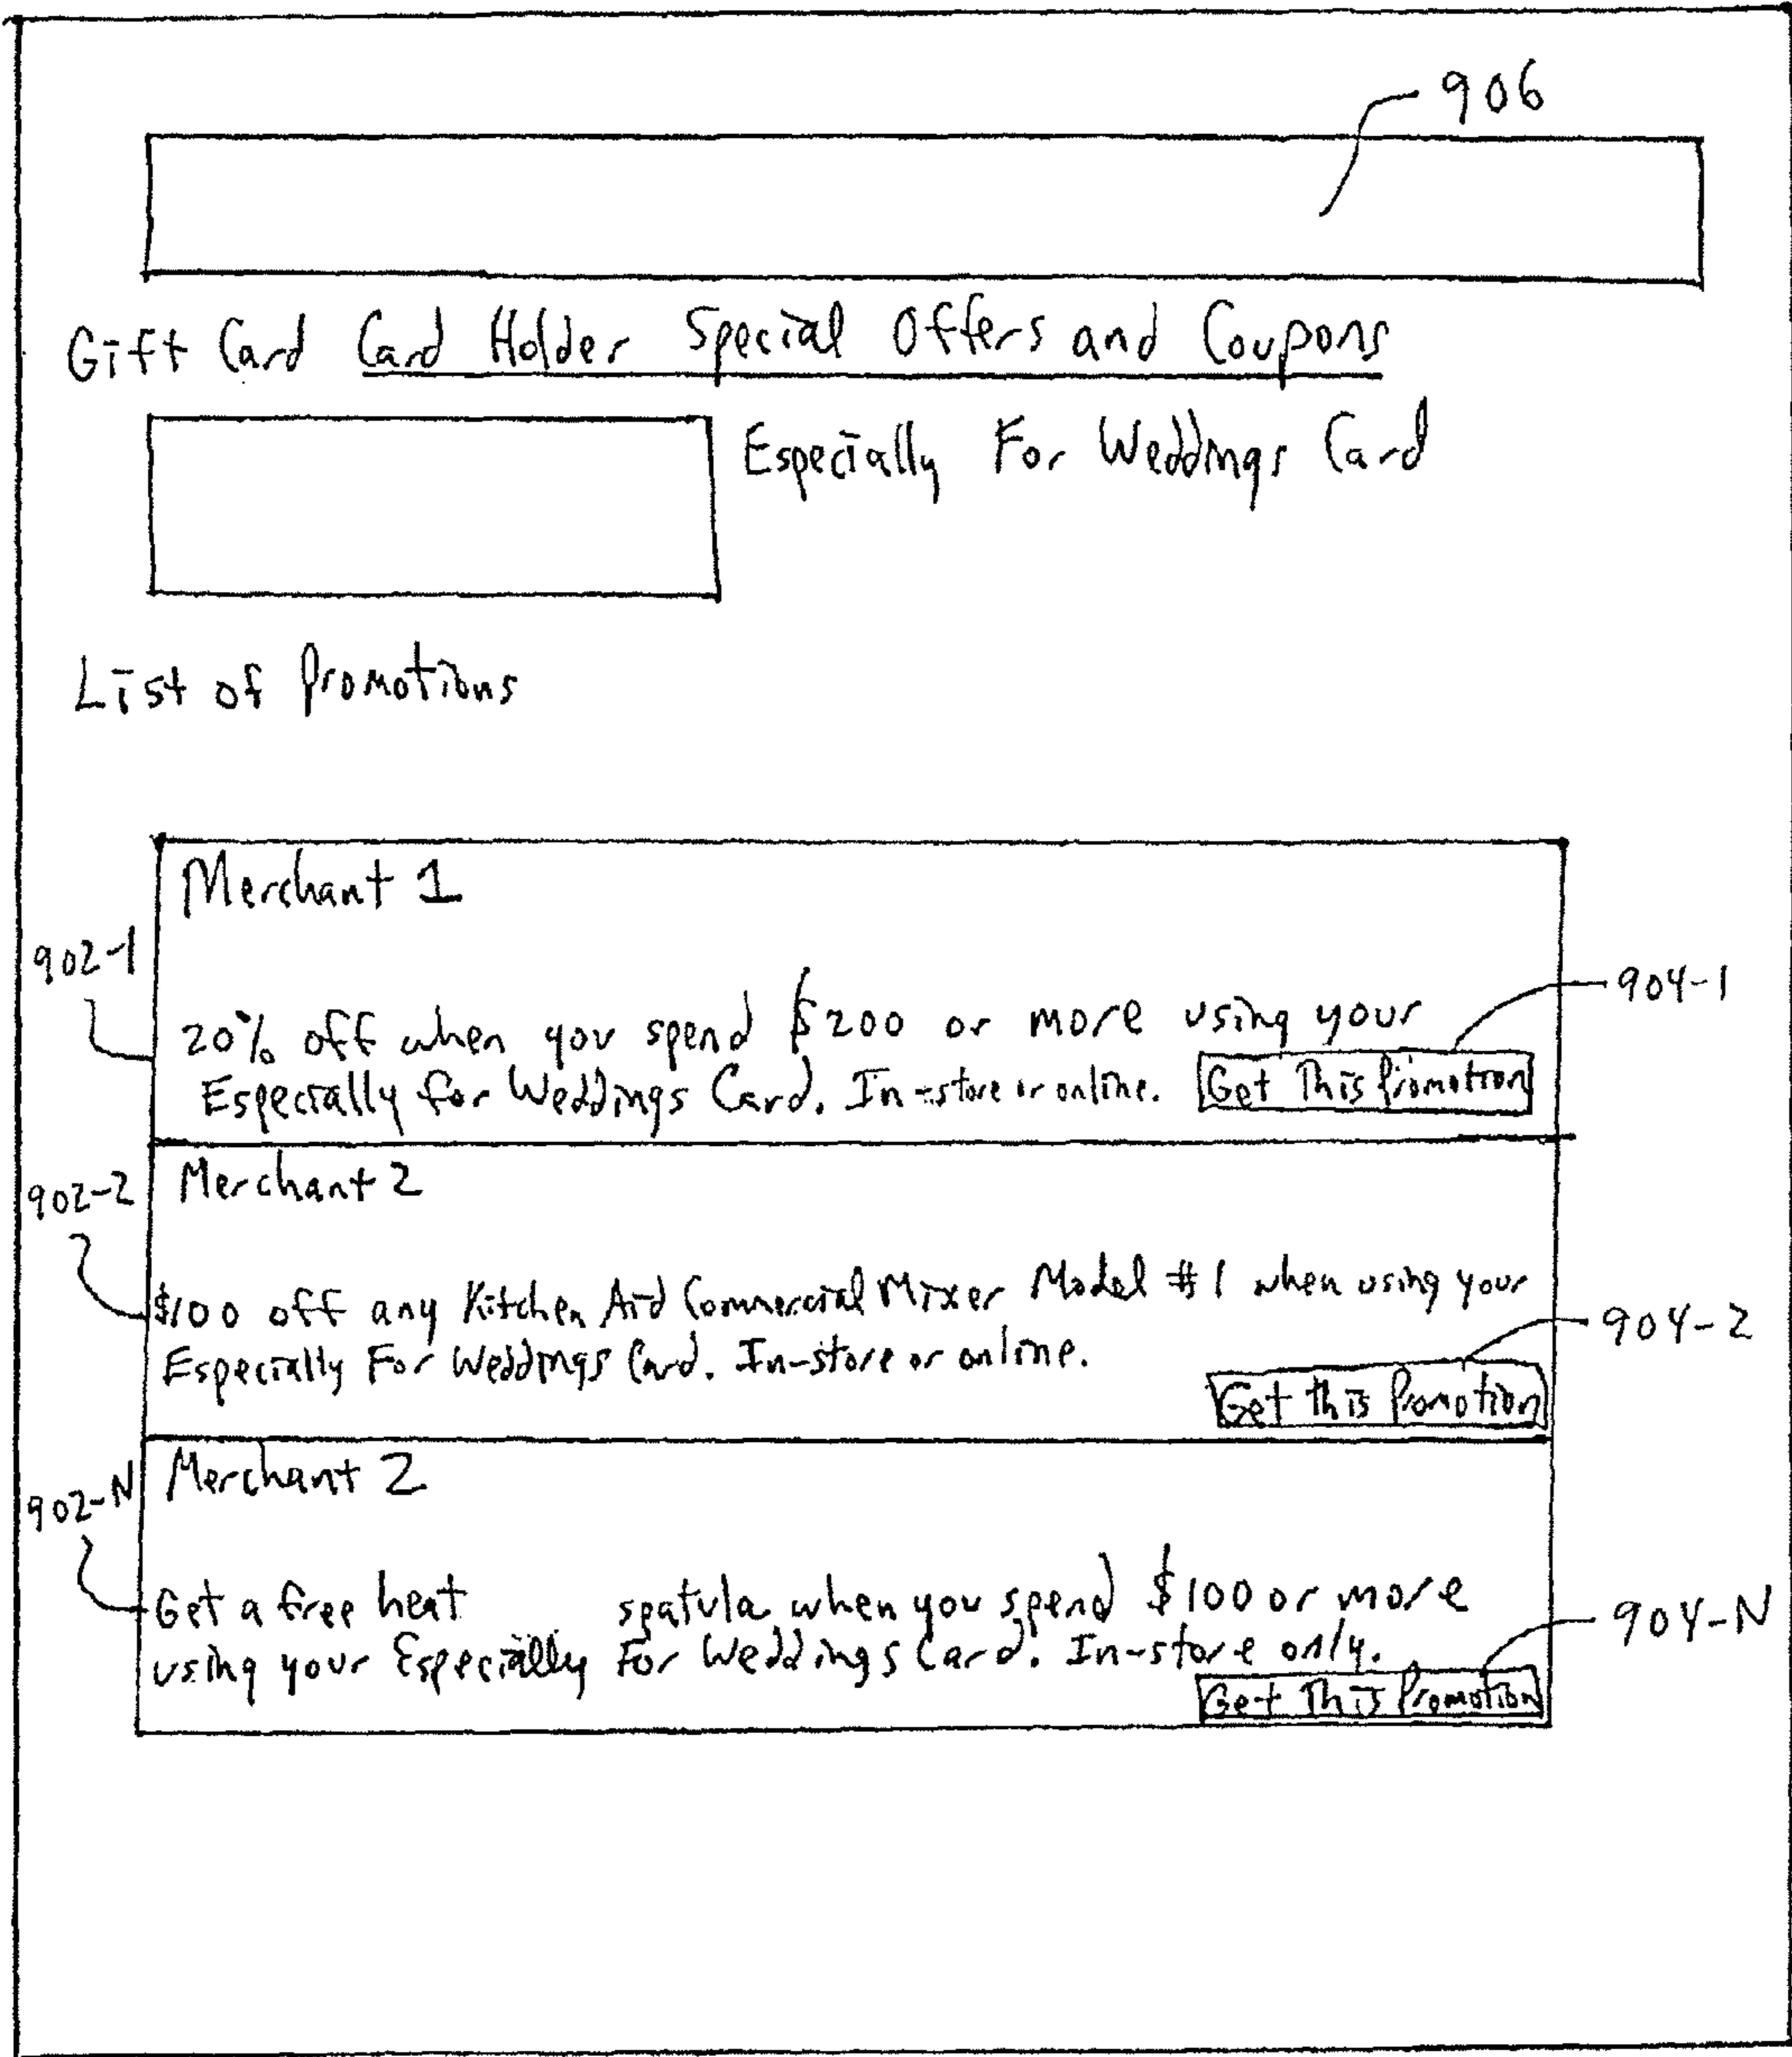 906
Gift Card Card Holder Special Offers and Coupons
Especially For Weddings Card
List of Promotions
Merchant 1
902-1
904-1
20% off when you spend $200 or more using your
Especially for Weddings Card. In-store or online.
Get This Promotion
902-2
Merchant 2
$100 off any Kitchen Aid Commercial Mixer Model #1 when using your
904-2
Especially For Weddings Card. In-store or online.
Get this Promotion
902-N
Merchant 2
Get a free heat spatula when you spend $100 or more
904-N
using your Especially For Weddings Card. In-store only.
Get This Promotion